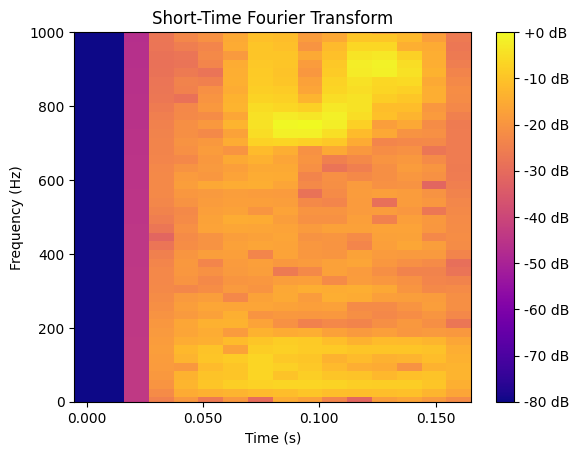 Short-Time Fourier Transform
1000
800
600
400
200
0
Frequency (Hz)
0.000
0.050
0.100
0.150
Time (s)
+0 dB
-10 dB
-20 dB
-30 dB
-40 dB
-50 dB
-60 dB
-70 dB
-80 dB